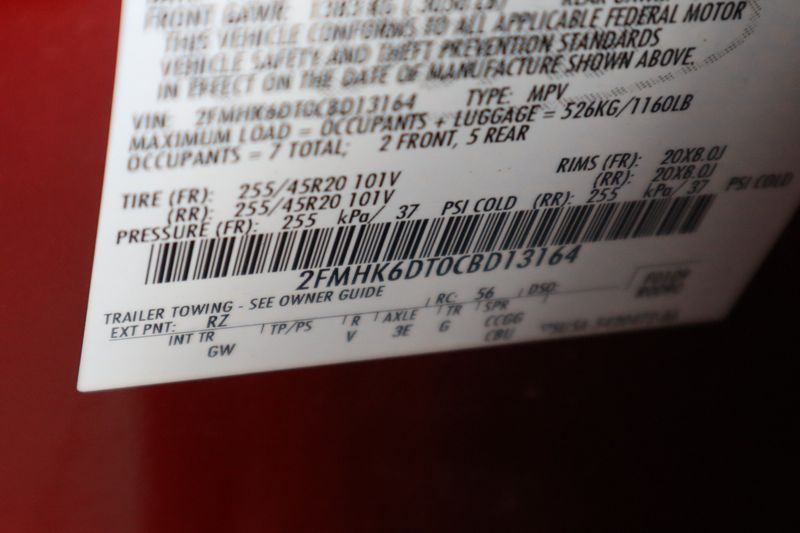 FRONT GAWR:
THIS VEHICLE CONFORMS TO ALL APPLICABLE FEDERAL MOTOR
VEHICLE SAFETY AND THEFT PREVENTION STANDARDS
IN EFFECT ON THE DATE OF MANUFACTURE SHOWN ABOVE.
VIN: 2FMHK6DT0CBD13164 TYPE: MPV
MAXIMUM LOAD = OCCUPANTS + LUGGAGE = 526KG/1160LB
OCCUPANTS = 7 TOTAL; 2 FRONT, 5 REAR
TIRE (FR): 255/45R20 101V RIMS (FR): 20X8.0J
(RR): 255/45R20 101V (RR): 20X8.0J
PRESSURE (FR): 255 kPa/ 37 PSI COLD (RR): 255 kPa/ 37 PSI COLD
2FMHK6DT0CBD13164
TRAILER TOWING - SEE OWNER GUIDE
EXT PNT: RZ RC: 56 DSO:
INT TR TP/PS R AXLE TR SPR
GW V 3E G CCGG
CBU